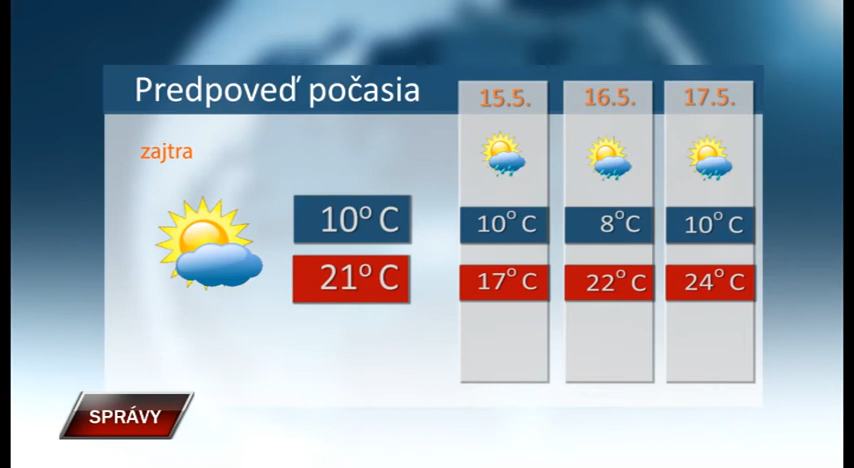 Predpoveď počasia
zajtra
10° C
21° C
15.5. 16.5. 17.5.
10° C 8°C 10° C
17° C 22° C 24° C
SPRÁVY